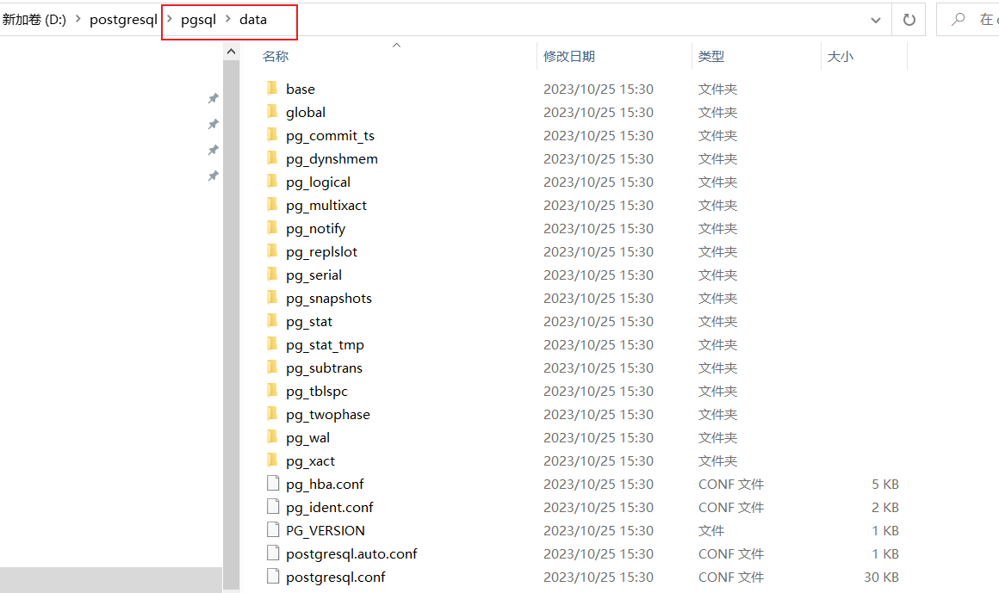 新加卷 (D:) > postgresql > pgsql > data 在
名称 修改日期 类型 大小
base 2023/10/25 15:30 文件夹
global 2023/10/25 15:30 文件夹
pg_commit_ts 2023/10/25 15:30 文件夹
pg_dynshmem 2023/10/25 15:30 文件夹
pg_logical 2023/10/25 15:30 文件夹
pg_multixact 2023/10/25 15:30 文件夹
pg_notify 2023/10/25 15:30 文件夹
pg_replslot 2023/10/25 15:30 文件夹
pg_serial 2023/10/25 15:30 文件夹
pg_snapshots 2023/10/25 15:30 文件夹
pg_stat 2023/10/25 15:30 文件夹
pg_stat_tmp 2023/10/25 15:30 文件夹
pg_subtrans 2023/10/25 15:30 文件夹
pg_tblspc 2023/10/25 15:30 文件夹
pg_twophase 2023/10/25 15:30 文件夹
pg_wal 2023/10/25 15:30 文件夹
pg_xact 2023/10/25 15:30 文件夹
pg_hba.conf 2023/10/25 15:30 CONF 文件 5 KB
pg_ident.conf 2023/10/25 15:30 CONF 文件 2 KB
PG_VERSION 2023/10/25 15:30 文件 1 KB
postgresql.auto.conf 2023/10/25 15:30 CONF 文件 1 KB
postgresql.conf 2023/10/25 15:30 CONF 文件 30 KB